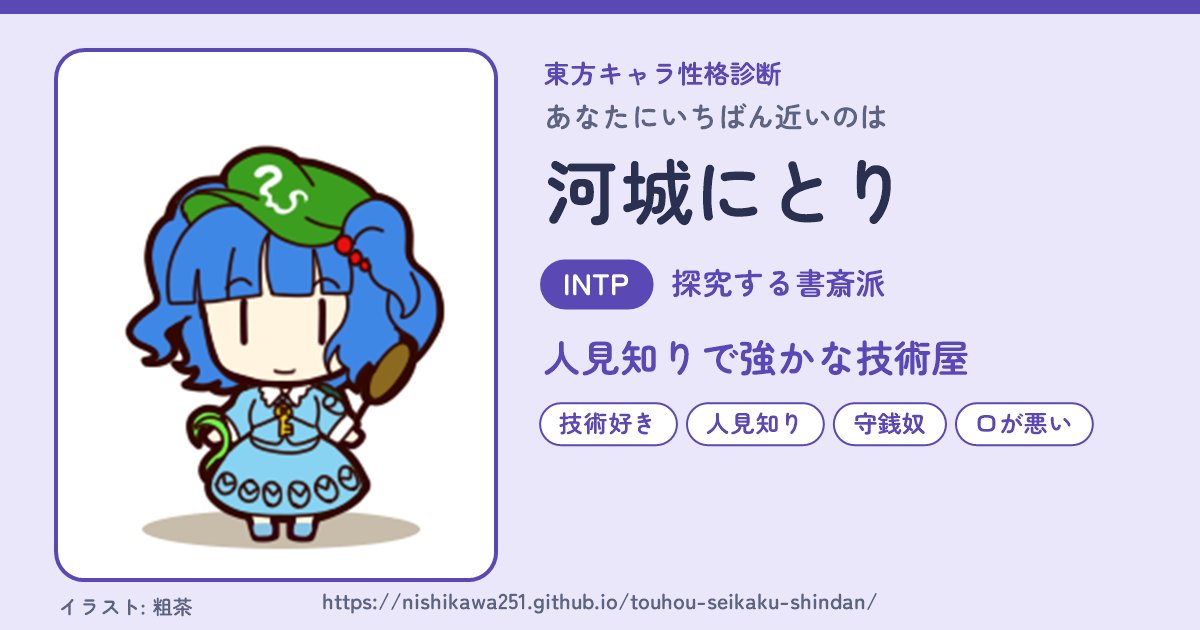 東方キャラ性格診断
あなたにいちばん近いのは
河城にとり
INTP 探究する書斎派
人見知りで強かな技術屋
技術好き 人見知り 守銭奴 口が悪い
イラスト: 粗茶
https://nishikawa251.github.io/touhou-seikaku-shindan/